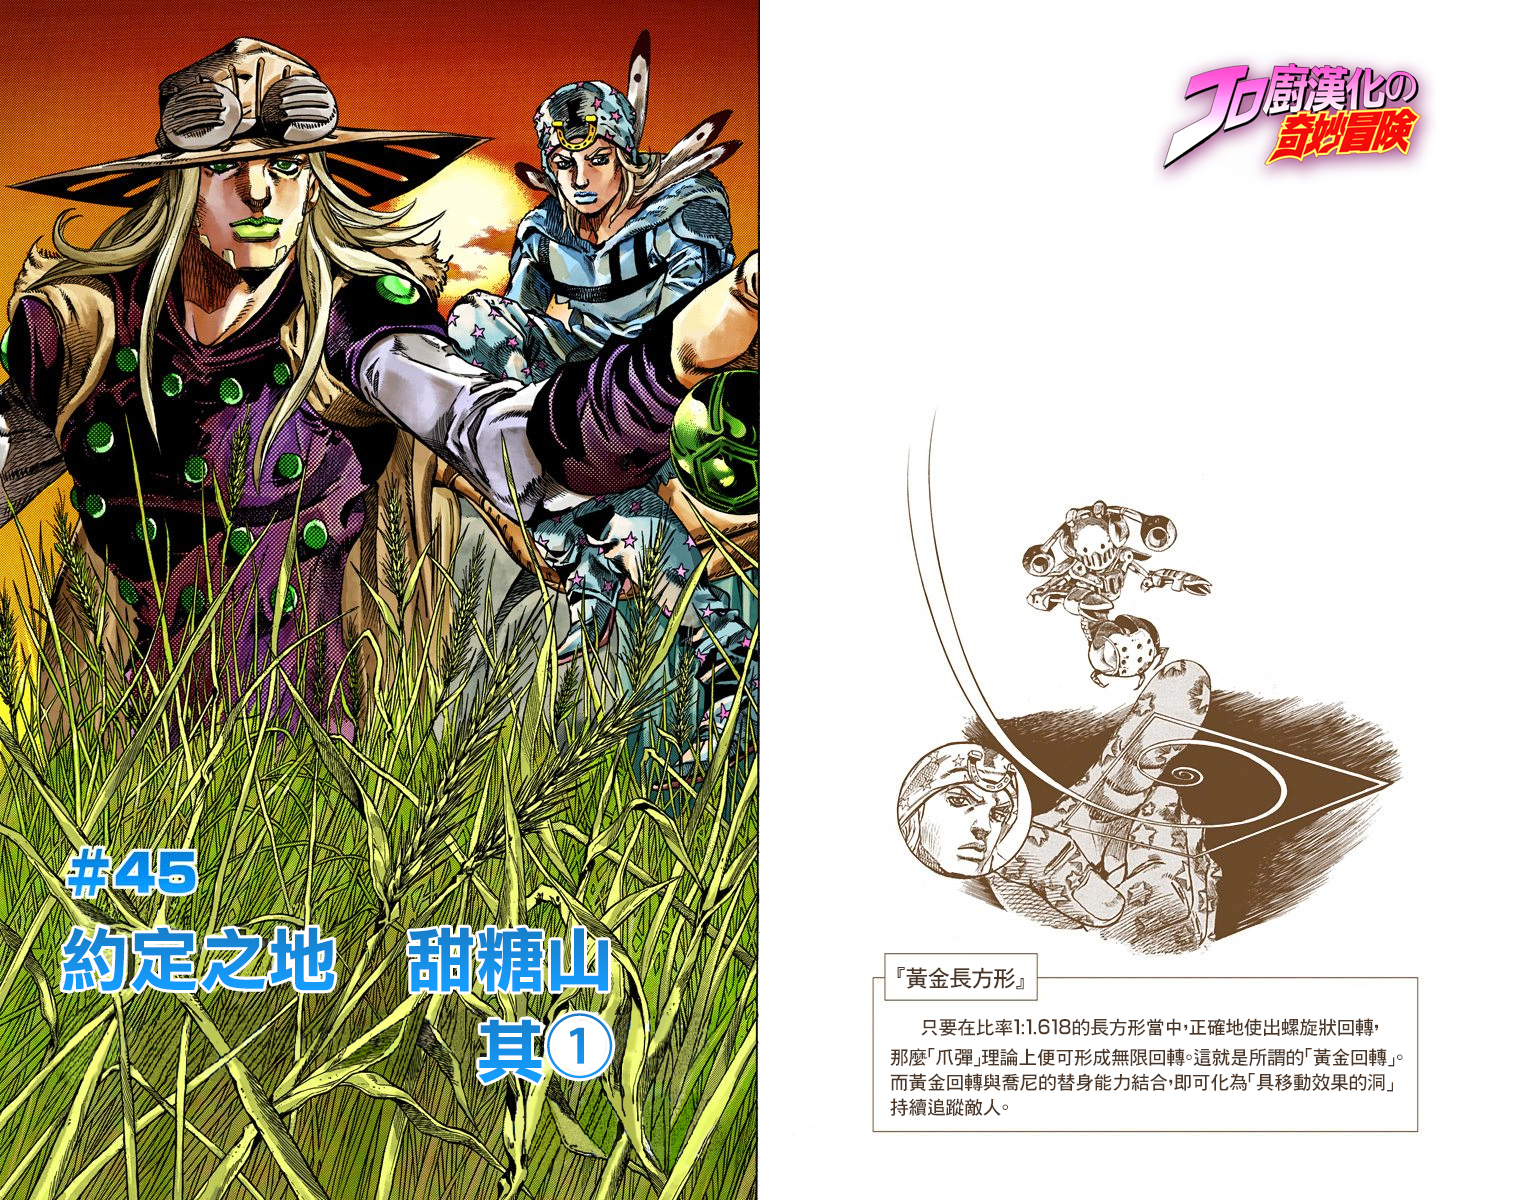 ジョジョ廚漢化の
奇妙冒険
#45
約定之地 甜糖山
其①
『黃金長方形』
只要在比率1:1.618的長方形當中，正確地使出螺旋狀回轉，
那麼「爪彈」理論上便可形成無限回轉。這就是所謂的「黃金回轉」。
而黃金回轉與喬尼的替身能力結合，即可化為「具移動效果的洞」
持續追蹤敵人。